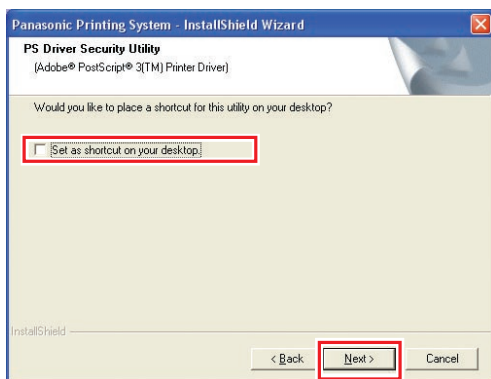 Panasonic Printing System - InstallShield Wizard
PS Driver Security Utility
(Adobe® PostScript® 3(TM) Printer Driver)
Would you like to place a shortcut for this utility on your desktop?
Set as shortcut on your desktop.
InstallShield
< Back Next > Cancel